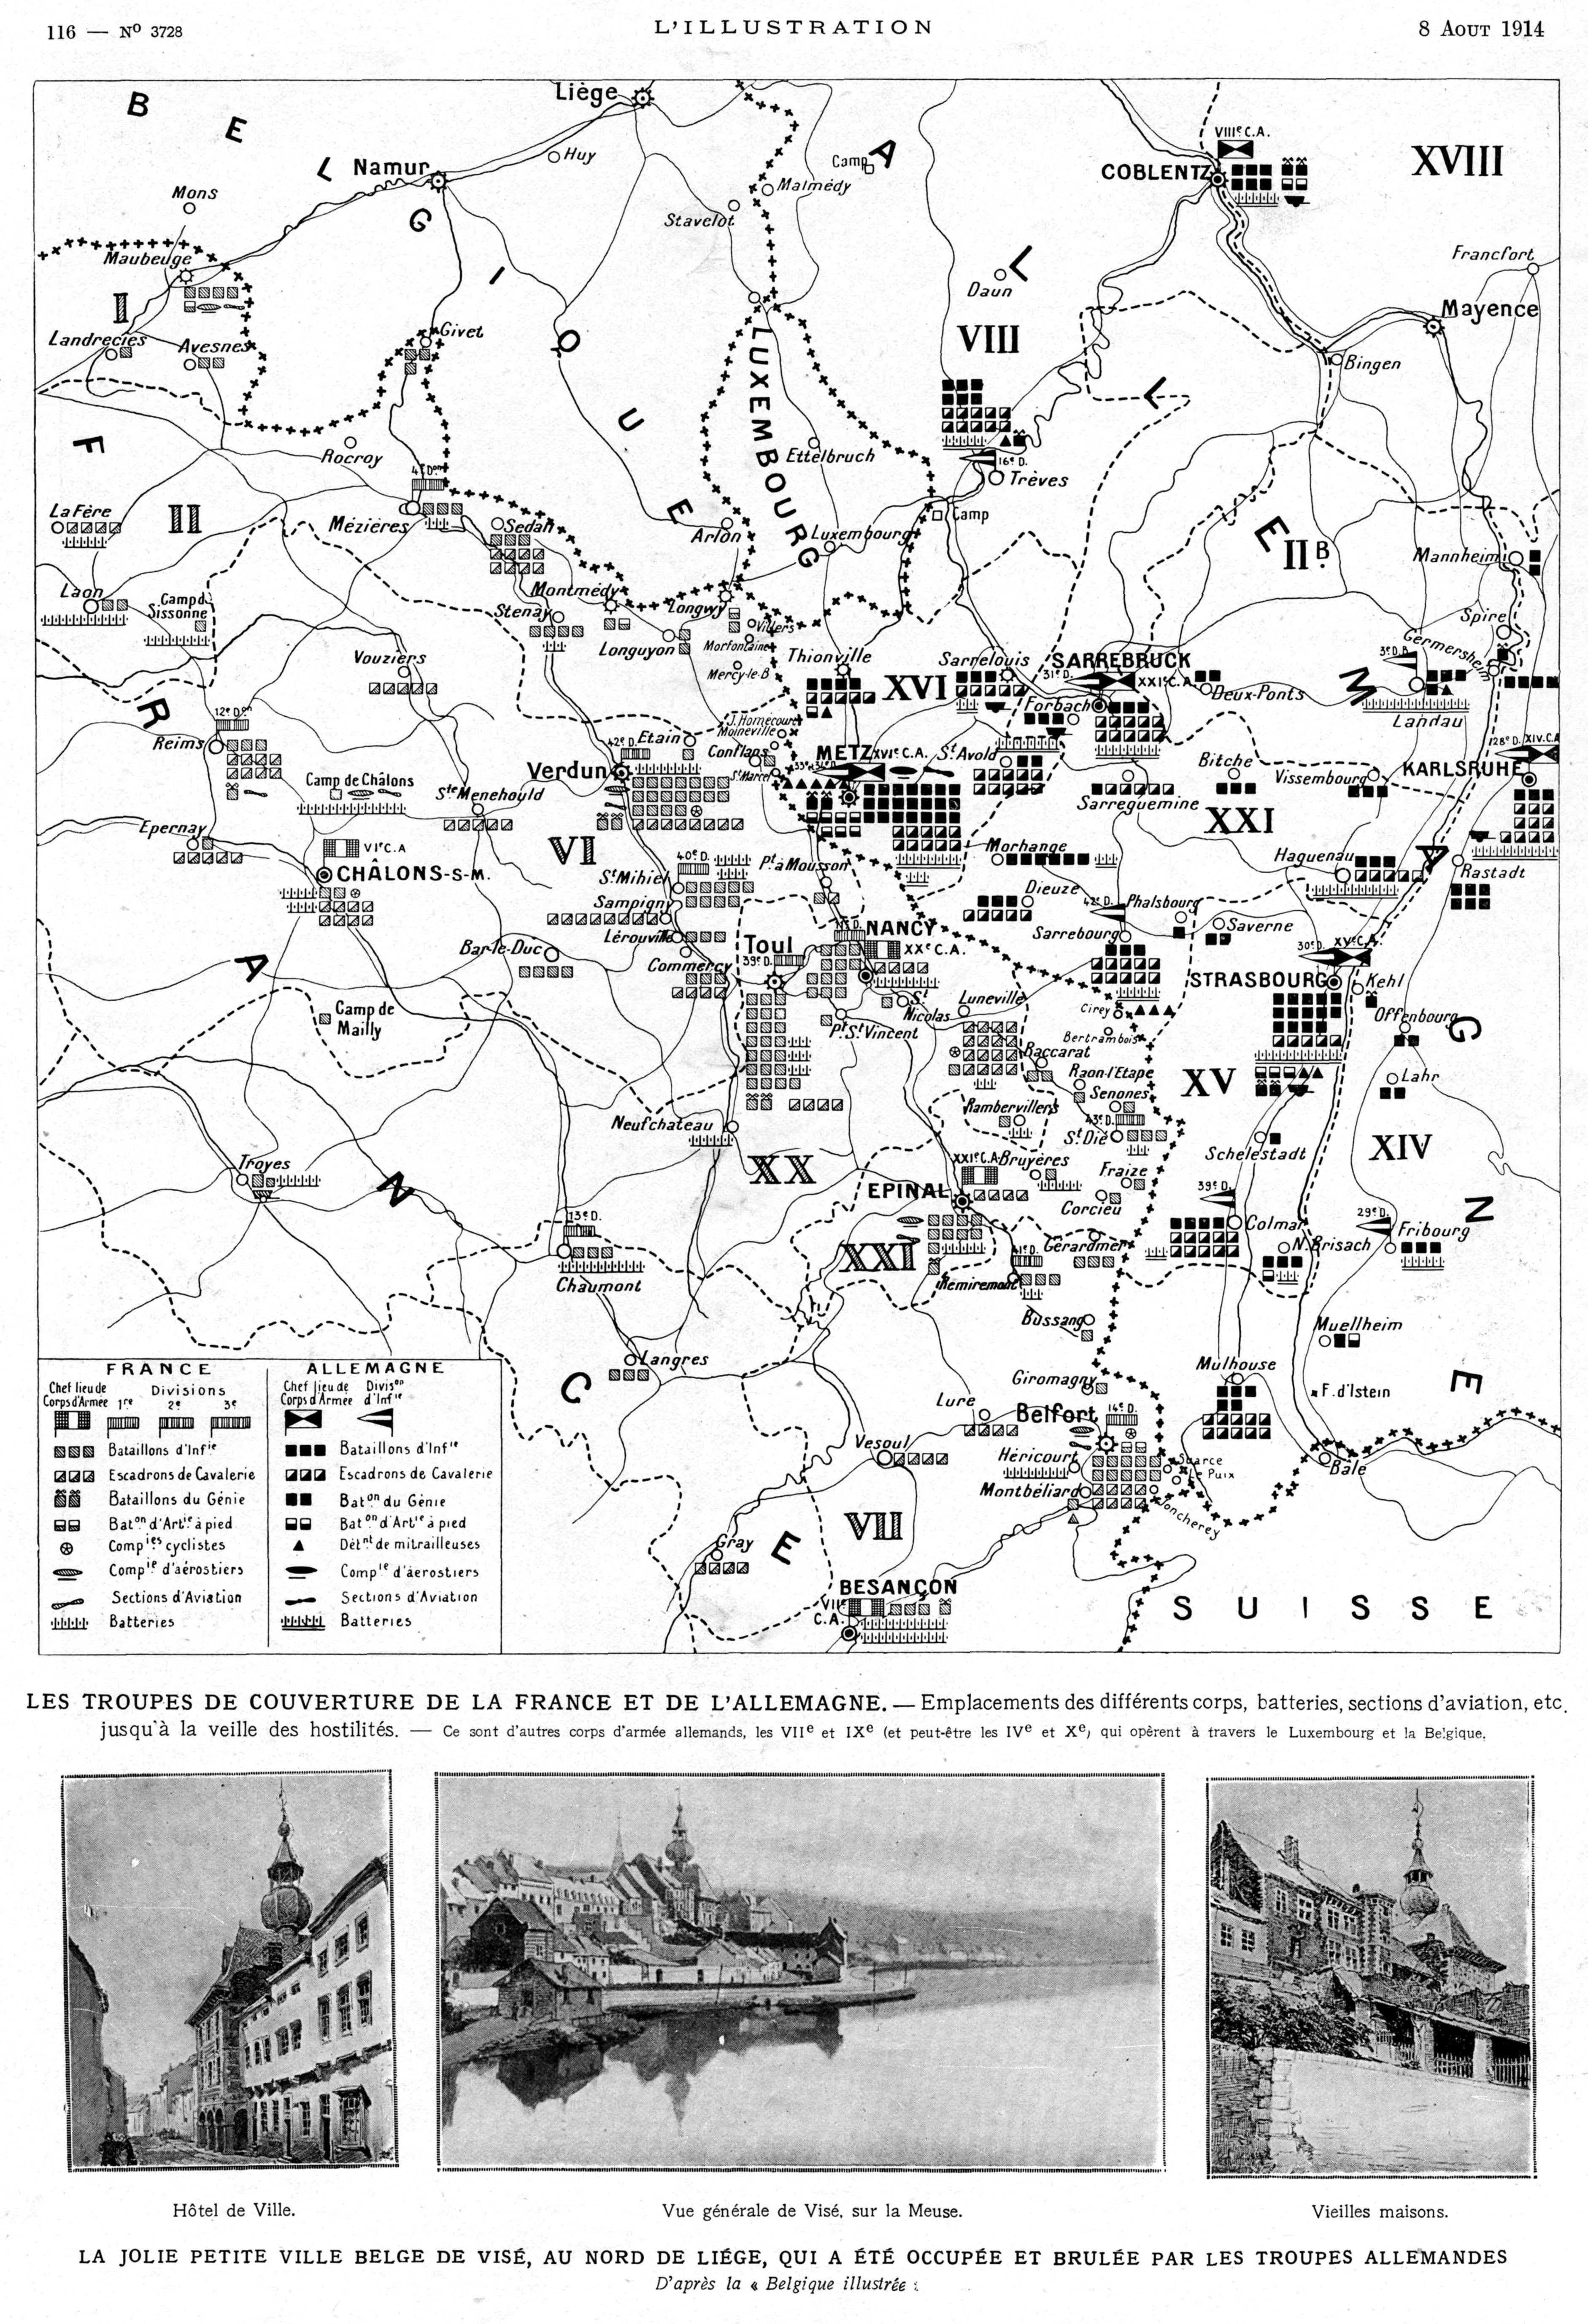 116 — Nº 3728
L'ILLUSTRATION
8 AOUT 1914
BELGIQUE
ALLEMAGNE
FRANCE
LUXEMBOURG
SUISSE
Liège
Huy
Namur
Mons
Camp
Malmédy
Stavelot
VIIIᵉ C.A.
COBLENTZ
XVIII
Maubeuge
I
Landrecies
Avesnes
Givet
Daun
VIII
Francfort
Mayence
Bingen
Rocroy
4ᵉ Dᵒⁿ
Ettelbruch
16ᵉ D.
Trèves
La Fère
II
Mézières
Sedan
Arlon
Luxembourg
Camp
II B.
Mannheim
Laon
Camp d.
Sissonne
Montmédy
Stenay
Longwy
Villers
Longuyon
Morfontaine
Mercy-le-B
Spire
Germersheim
Vouziers
Thionville
XVI
Sarrelouis
SARREBRUCK
31ᵉ D.
XXIᵉ C.A.
Deux-Ponts
Forbach
3ᵉ D.B.
Landau
12ᵉ Dᵒⁿ
Reims
42ᵉ D.
Etain
J. Homécourt
Moineville
Conflans
Sᵗ Marcel
Verdun
METZ
XVIᵉ C.A.
33ᵉ
Sᵗ Avold
Bitche
Vissembourg
28ᵉ D.
XIV. C.A
KARLSRUHE
Camp de Châlons
Sᵗᵉ Menehould
Sarreguemine
XXI
Epernay
VIᵉ C.A
CHÂLONS-S-M.
VI
40ᵉ D.
Sᵗ Mihiel
Pᵗ à Mousson
Morhange
Haguenau
Rastadt
Sampigny
Dieuze
42ᵉ D.
Phalsbourg
Lérouville
Bar-le-Duc
Commercy
Toul
39ᵉ D.
NANCY
XXᵉ C.A.
Sarrebourg
Saverne
30ᵉ D.
XVᵉ C.A.
STRASBOURG
Kehl
Camp de
Mailly
Sᵗ
Nicolas
Luneville
Pᵗ Sᵗ Vincent
Cirey
Bertrambois
Offenbourg
Baccarat
Raon-l'Etape
XV
Lahr
Senones
Rambervillers
43ᵉ D.
Sᵗ Dié
Neufchateau
Schelestadt
XIV
Troyes
XX
XXIᵉ C.A.
Bruyères
Fraize
EPINAL
Corcieu
39ᵉ D.
Colmar
29ᵉ D.
Fribourg
N. Brisach
13ᵉ D.
Chaumont
XXI
41ᵉ D.
Gérardmer
Remiremont
Bussang
Muellheim
Langres
Giromagny
Mulhouse
F. d'Istein
Lure
Belfort
14ᵉ D.
Vesoul
Héricourt
Suarce
Puix
Montbéliard
Joncherey
Bâle
Gray
VII
BESANÇON
VIIᵉ
C.A.
FRANCE
Chef lieu de
Corps d'Armée
Divisions
1ʳᵉ 2ᵉ 3ᵉ
Bataillons d'Infⁱᵉ
Escadrons de Cavalerie
Bataillons du Génie
Batᵒⁿ d'Artⁱᵉ à pied
Compⁱᵉˢ cyclistes
Compⁱᵉ d'aérostiers
Sections d'Aviation
Batteries
ALLEMAGNE
Chef lieu de
Corps d'Armée
Divisᵒⁿ
d'Infⁱᵉ
Bataillons d'Infⁱᵉ
Escadrons de Cavalerie
Batᵒⁿ du Génie
Batᵒⁿ d'Artⁱᵉ à pied
Détⁿᵗ de mitrailleuses
Compⁱᵉ d'aérostiers
Sections d'Aviation
Batteries
LES TROUPES DE COUVERTURE DE LA FRANCE ET DE L'ALLEMAGNE. — Emplacements des différents corps, batteries, sections d'aviation, etc.
jusqu'à la veille des hostilités. — Ce sont d'autres corps d'armée allemands, les VIIᵉ et IXᵉ (et peut-être les IVᵉ et Xᵉ) qui opèrent à travers le Luxembourg et la Belgique.
Hôtel de Ville.
Vue générale de Visé, sur la Meuse.
Vieilles maisons.
LA JOLIE PETITE VILLE BELGE DE VISÉ, AU NORD DE LIÉGE, QUI A ÉTÉ OCCUPÉE ET BRULÉE PAR LES TROUPES ALLEMANDES
D'après la « Belgique illustrée :